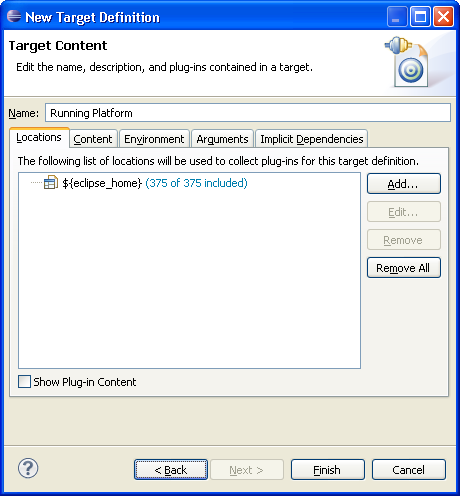 New Target Definition
Target Content
Edit the name, description, and plug-ins contained in a target.
Name: Running Platform
Locations Content Environment Arguments Implicit Dependencies
The following list of locations will be used to collect plug-ins for this target definition.
${eclipse_home} (375 of 375 included)
Add...
Edit...
Remove
Remove All
Show Plug-in Content
? < Back Next > Finish Cancel